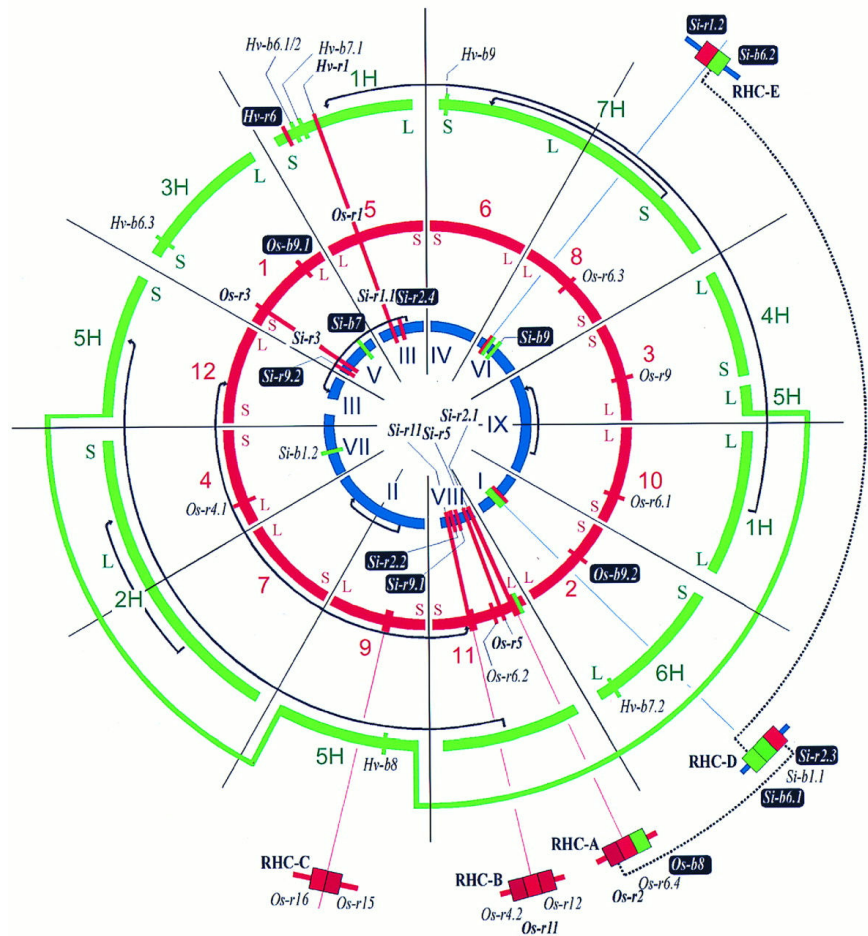 Si-r1.2
Si-b6.2
RHC-E
Hv-b6.1/2
Hv-b7.1
Hv-r1
Hv-b9
1H
7H
Hv-r6
S
L
S
L
3H
L
S
Hv-b6.3
Os-r1
5
6
L
S
S
L
8
Os-r6.3
L
S
Os-b9.1
1
L
S
Os-r3
Si-r1.1
Si-r2.4
Si-b7
Si-r3
Si-r9.2
III
IV
V
VI
Si-b9
4H
L
S
3
Os-r9
S
L
5H
S
L
5H
12
L
S
III
VII
Si-b1.2
Si-r11
Si-r5
Si-r2.1
IX
I
II
VIII
Si-r2.2
Si-r9.1
S
L
2H
4
Os-r4.1
S
L
7
L
S
9
L
S
11
S
L
Os-r5
Os-r6.2
10
Os-r6.1
L
S
2
Os-b9.2
S
L
1H
L
L
6H
S
L
Hv-b7.2
5H
Hv-b8
RHC-D
Si-r2.3
Si-b1.1
Si-b6.1
RHC-A
Os-b8
Os-r6.4
Os-r2
RHC-B
Os-r4.2
Os-r12
Os-r11
RHC-C
Os-r16
Os-r15